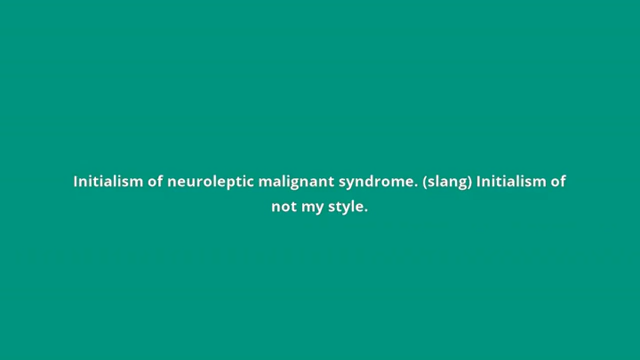 Initialism of neuroleptic malignant syndrome. (slang) Initialism of
not my style.